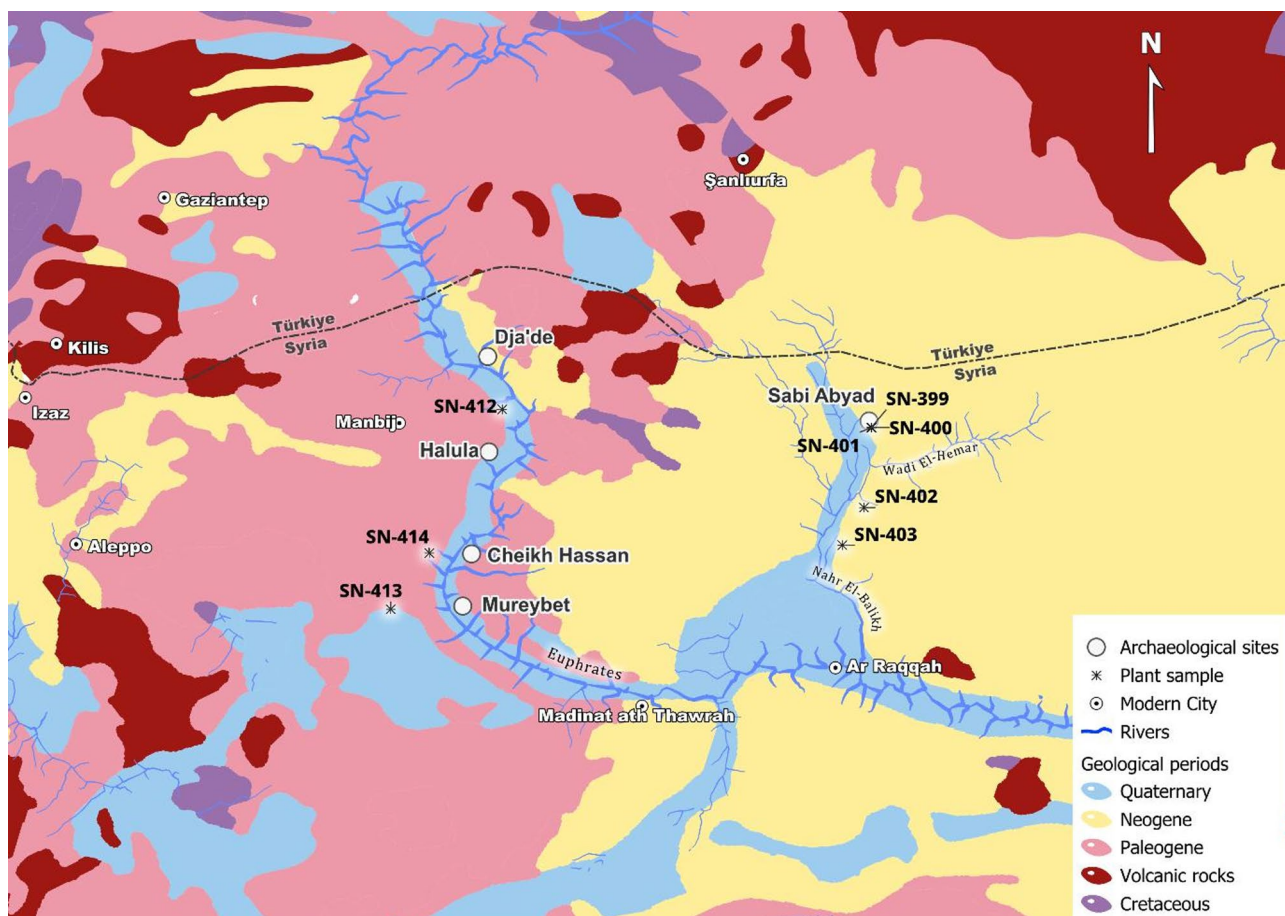 N
Şanlıurfa
Gaziantep
Türkiye
Syria
Kilis
Dja'de
Türkiye
Syria
Izaz
Sabi Abyad
SN-399
SN-412
Manbij
SN-400
SN-401
Halula
Wadi El-Hemar
SN-402
Aleppo
SN-414
SN-403
Cheikh Hassan
SN-413
Nahr El-Balikh
Mureybet
Euphrates
Ar Raqqah
Madinat ath Thawrah
Archaeological sites
Plant sample
Modern City
Rivers
Geological periods
Quaternary
Neogene
Paleogene
Volcanic rocks
Cretaceous